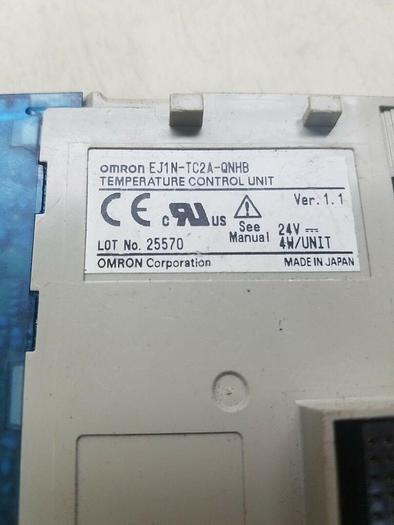 OMRON EJ1N-TC2A-QNHB
TEMPERATURE CONTROL UNIT
CE c RU US See Manual Ver.1.1
LOT No. 25570 24V 4W/UNIT
OMRON Corporation MADE IN JAPAN